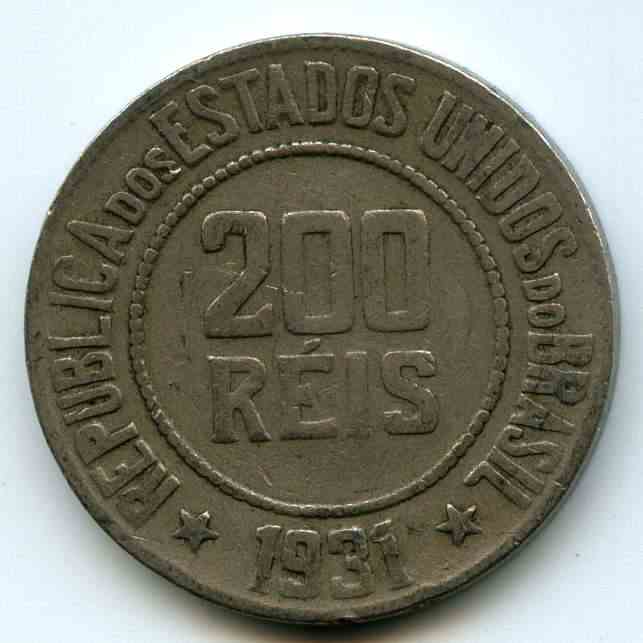 REPUBLICA DOS ESTADOS UNIDOS DO BRASIL
200
RÉIS
1931